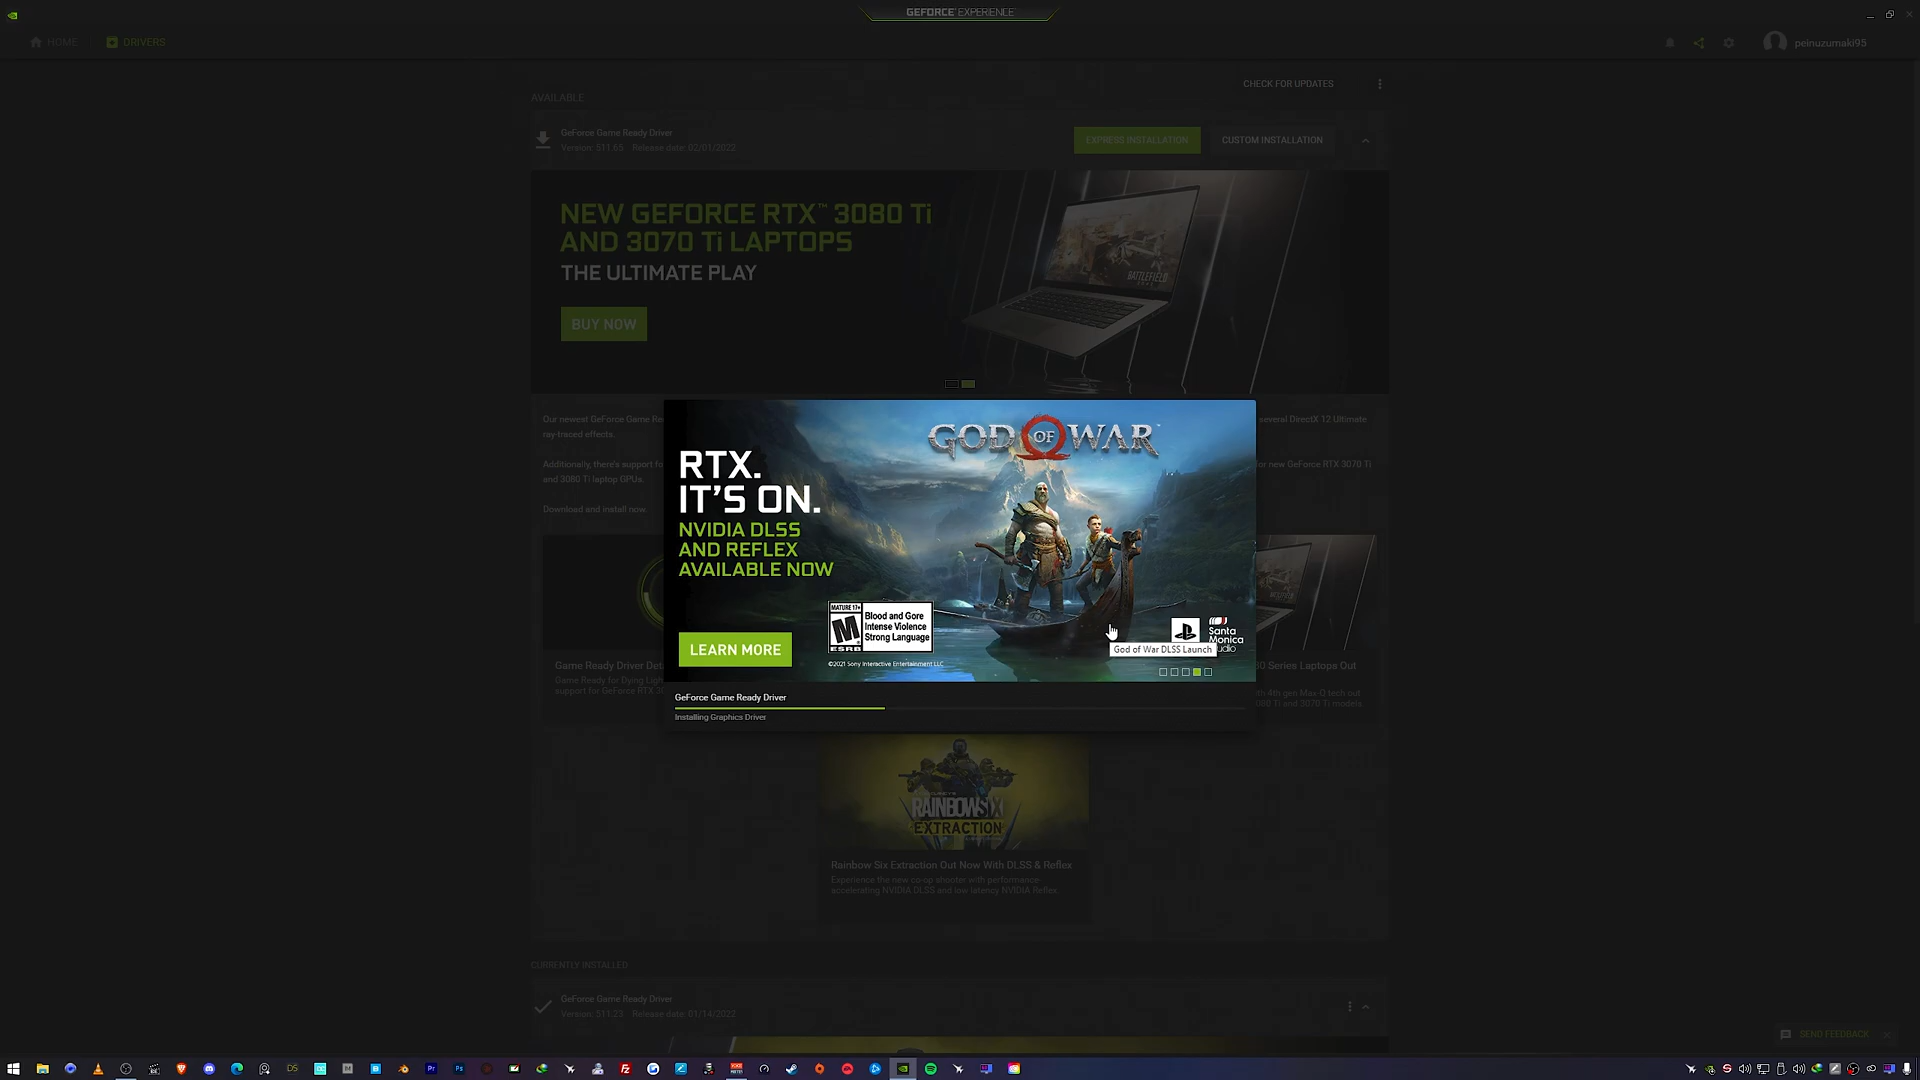 GEFORCE EXPERIENCE
HOME
DRIVERS
peinuzumaki95
AVAILABLE
CHECK FOR UPDATES
GeForce Game Ready Driver
Version: 511.65 Release date: 02/01/2022
EXPRESS INSTALLATION
CUSTOM INSTALLATION
NEW GEFORCE RTX™ 3080 Ti
AND 3070 Ti LAPTOPS
THE ULTIMATE PLAY
BUY NOW
BATTLEFIELD
Our newest GeForce Game Re
several DirectX 12 Ultimate
ray-traced effects.
Additionally, there's support fo
or new GeForce RTX 3070 Ti
and 3080 Ti laptop GPUs.
Download and install now.
GOD OF WAR
RTX.
IT'S ON.
NVIDIA DLSS
AND REFLEX
AVAILABLE NOW
MATURE 17+
M
ESRB
Blood and Gore
Intense Violence
Strong Language
©2021 Sony Interactive Entertainment LLC
LEARN MORE
Santa
Monica
Studio
God of War DLSS Launch
GeForce Game Ready Driver
Installing Graphics Driver
Game Ready Driver Det
Game Ready for Dying Ligh
support for GeForce RTX 3
30 Series Laptops Out
ith 4th gen Max-Q tech out
080 Ti and 3070 Ti models
RAINBOW SIX
EXTRACTION
Rainbow Six Extraction Out Now With DLSS & Reflex
Experience the new co-op shooter with performance-
accelerating NVIDIA DLSS and low latency NVIDIA Reflex.
CURRENTLY INSTALLED
GeForce Game Ready Driver
Version: 511.23 Release date: 01/14/2022
SEND FEEDBACK